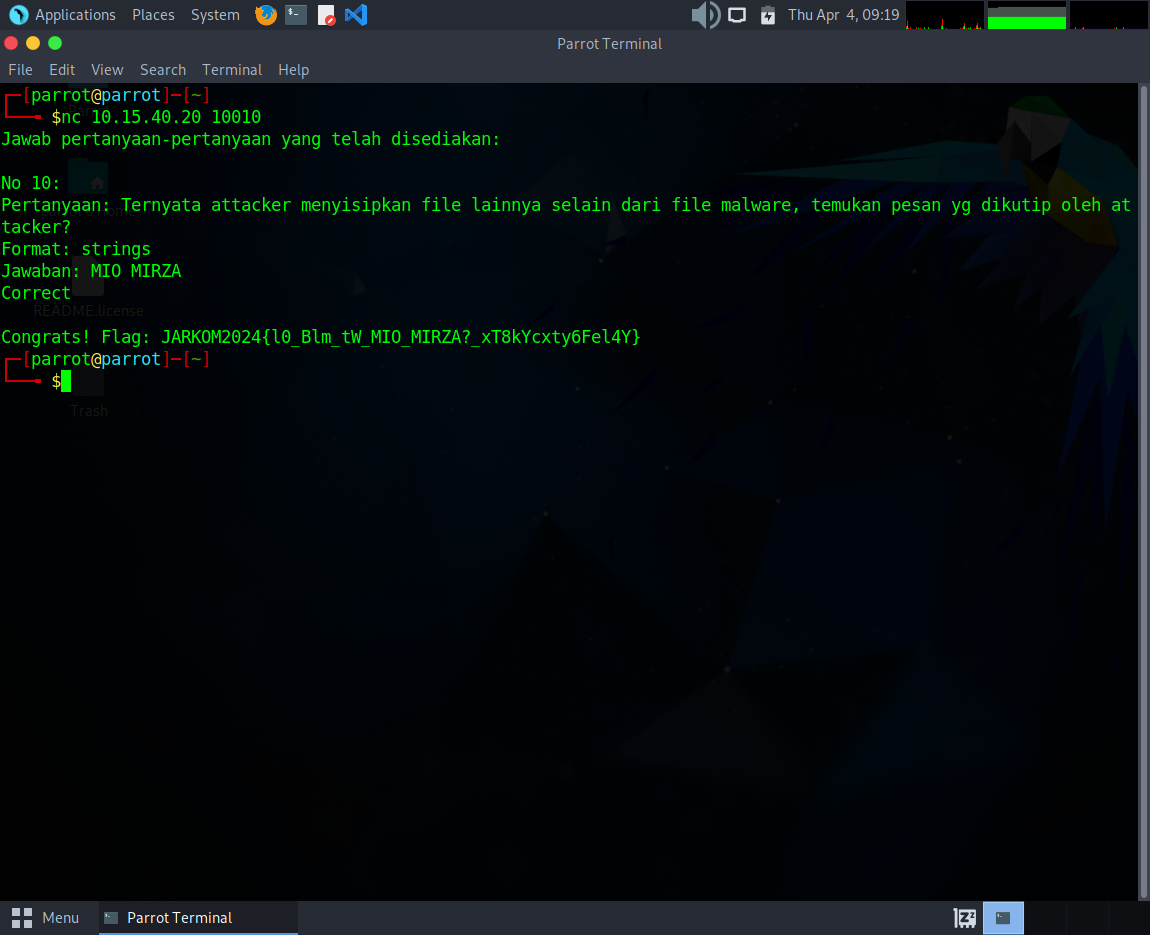 Applications Places System Thu Apr 4, 09:19
Parrot Terminal
File Edit View Search Terminal Help
┌─[parrot@parrot]─[~]
└──╼ $nc 10.15.40.20 10010
Jawab pertanyaan-pertanyaan yang telah disediakan:
No 10:
Pertanyaan: Ternyata attacker menyisipkan file lainnya selain dari file malware, temukan pesan yg dikutip oleh at
tacker?
Format: strings
Jawaban: MIO MIRZA
Correct
README.license
Congrats! Flag: JARKOM2024{l0_Blm_tW_MIO_MIRZA?_xT8kYcxty6Fel4Y}
┌─[parrot@parrot]─[~]
└──╼ $
Trash
Menu Parrot Terminal